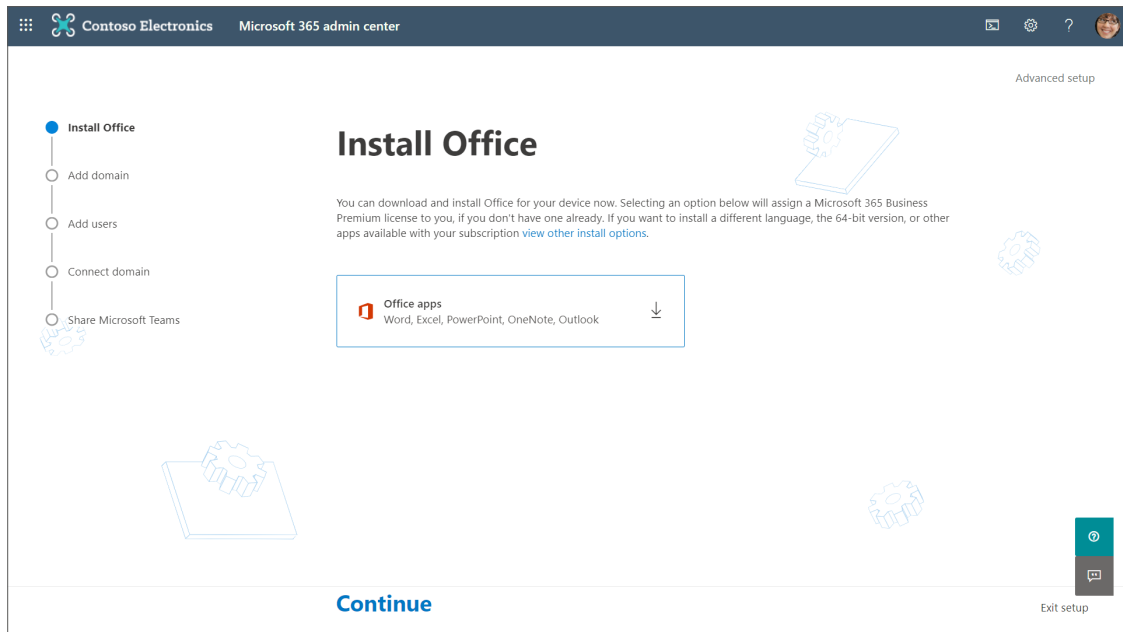 Contoso Electronics Microsoft 365 admin center
Advanced setup
Install Office
Add domain
Add users
Connect domain
Share Microsoft Teams
Install Office
You can download and install Office for your device now. Selecting an option below will assign a Microsoft 365 Business
Premium license to you, if you don't have one already. If you want to install a different language, the 64-bit version, or other
apps available with your subscription view other install options.
Office apps
Word, Excel, PowerPoint, OneNote, Outlook
Continue
Exit setup